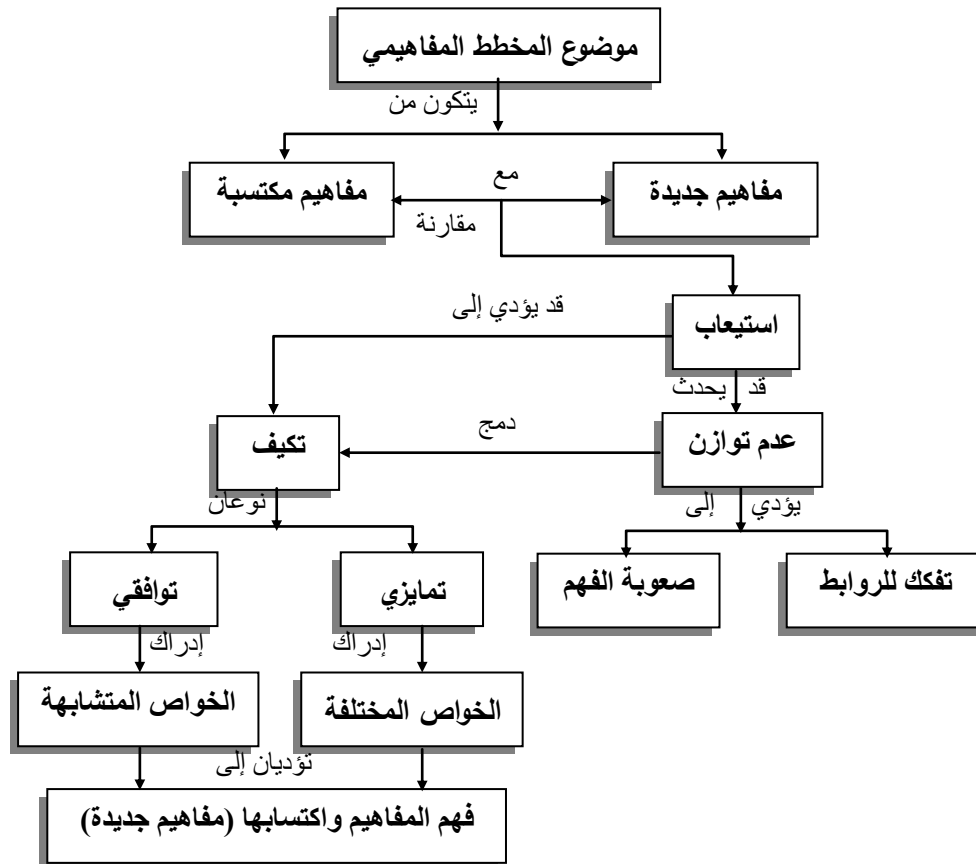 موضوع المخطط المفاهيمي
يتكون من
مفاهيم جديدة
مع
مقارنة
مفاهيم مكتسبة
استيعاب
قد يؤدي إلى
قد يحدث
عدم توازن
دمج
تكيف
نوعان
يؤدي إلى
تفكك للروابط
صعوبة الفهم
تمايزي
توافقي
إدراك
إدراك
الخواص المختلفة
الخواص المتشابهة
تؤديان إلى
فهم المفاهيم واكتسابها (مفاهيم جديدة)